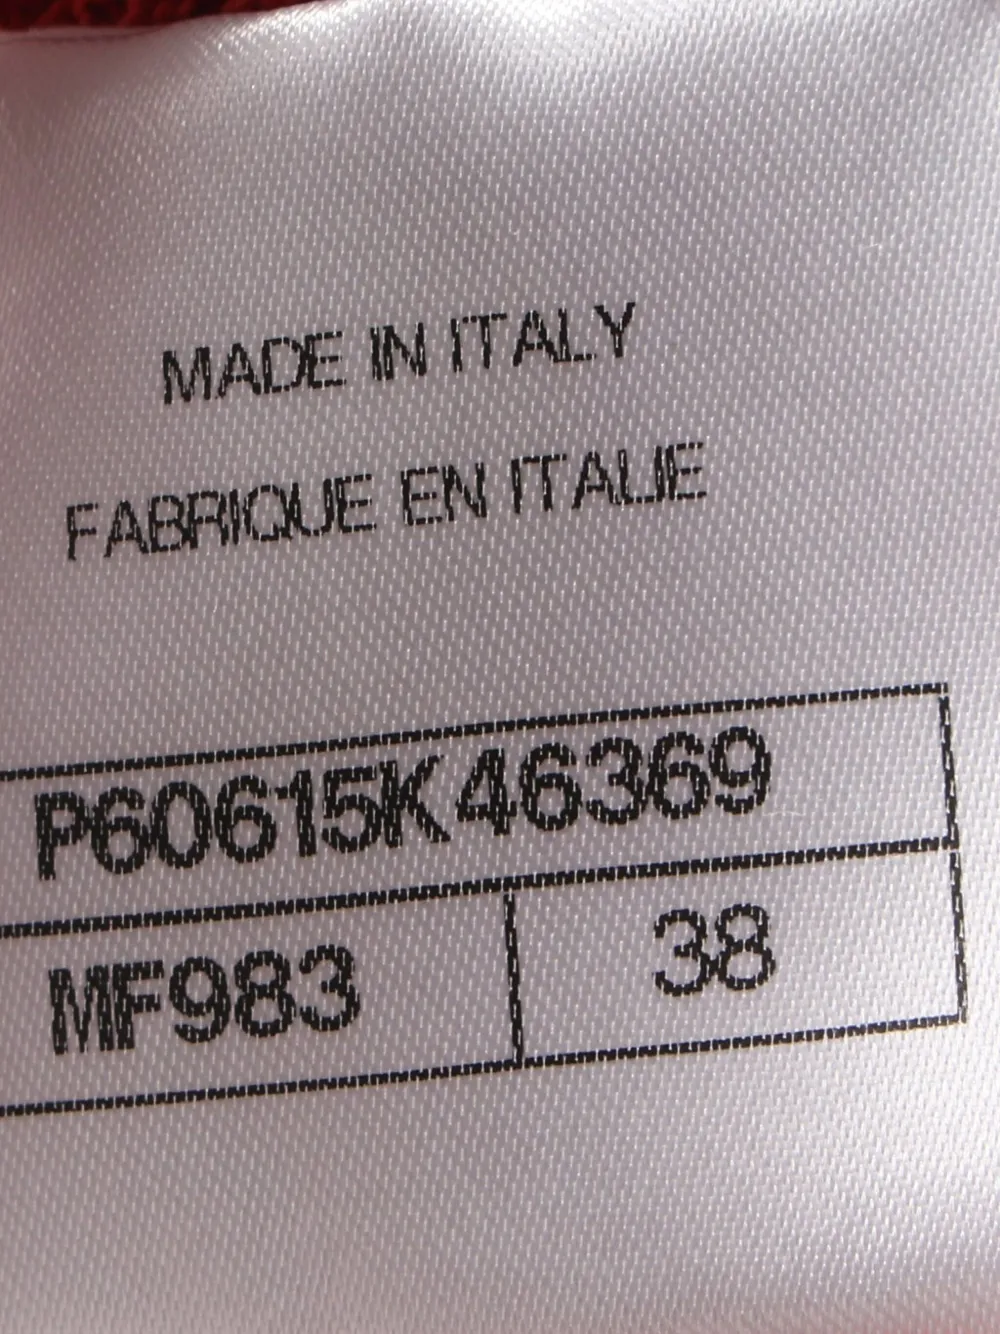 MADE IN ITALY
FABRIQUE EN ITALIE
P60615K46369
MF983 38